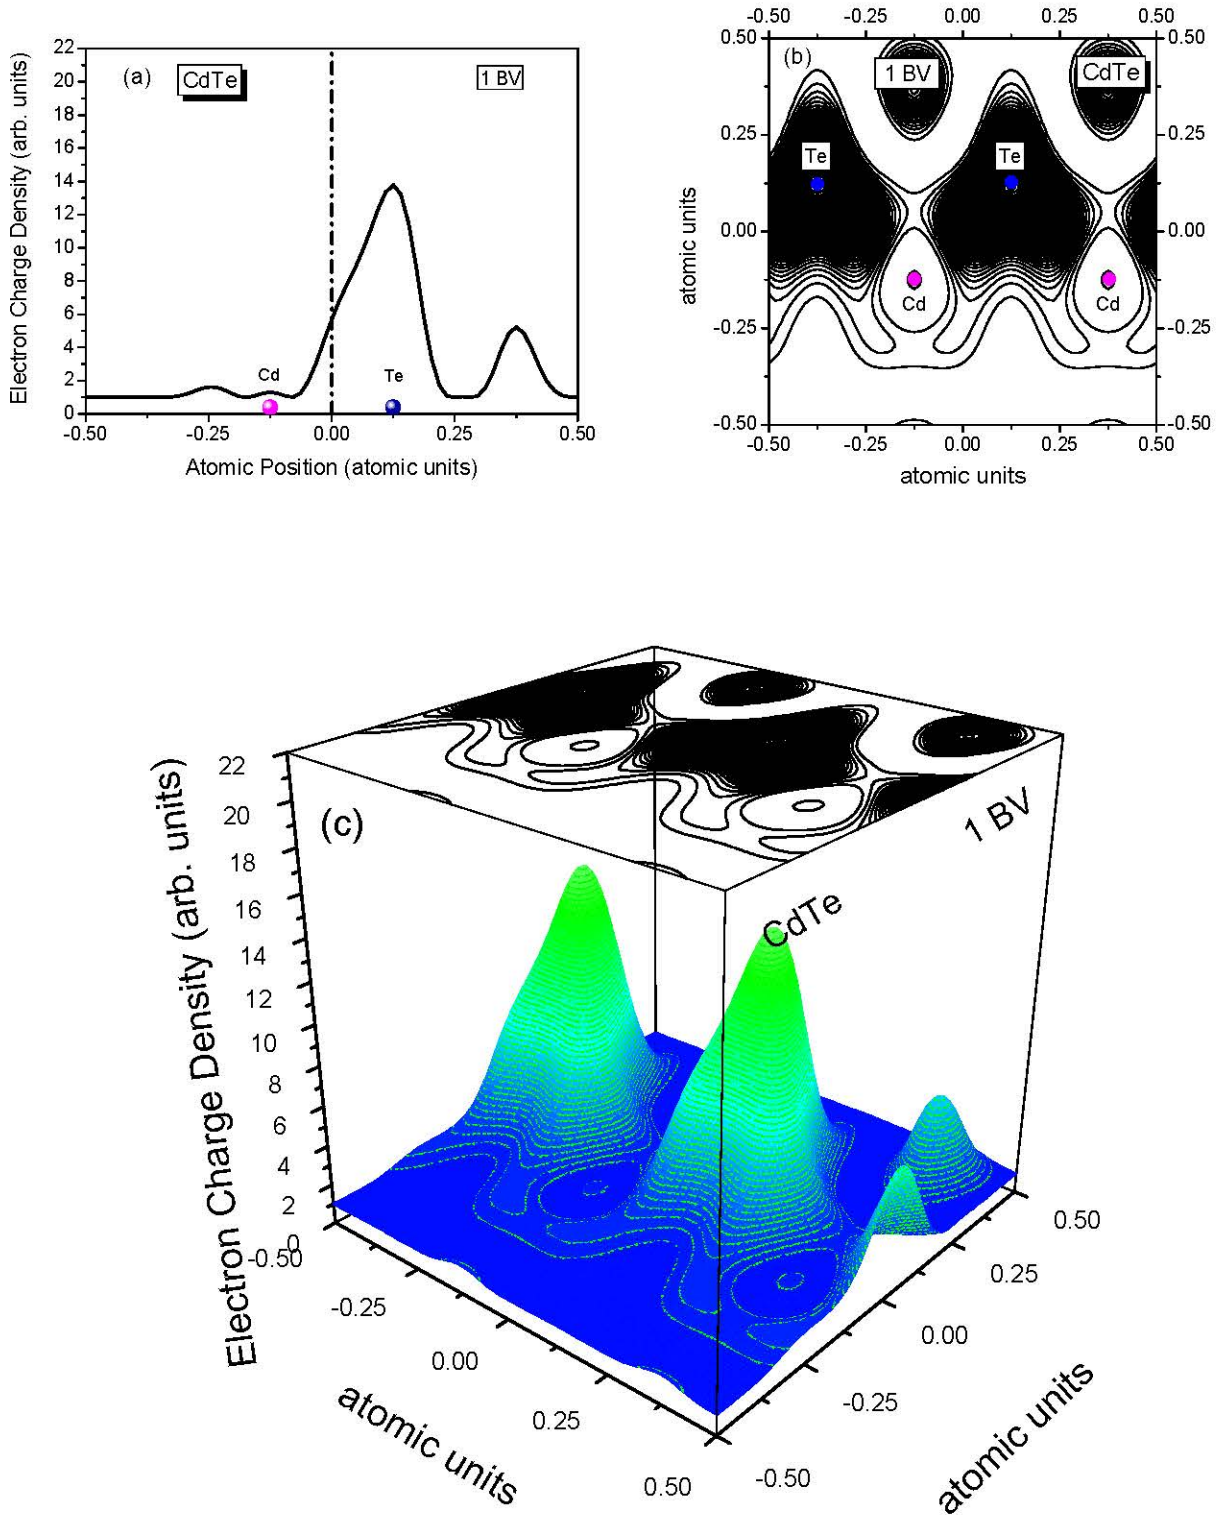 (a)
CdTe
1 BV
Electron Charge Density (arb. units)
22
20
18
16
14
12
10
8
6
4
2
0
Cd
Te
-0.50
-0.25
0.00
0.25
0.50
Atomic Position (atomic units)
-0.50
-0.25
0.00
0.25
0.50
(b)
1 BV
CdTe
Te
Te
Cd
Cd
atomic units
0.50
0.25
0.00
-0.25
-0.50
0.50
0.25
0.00
-0.25
-0.50
-0.50
-0.25
0.00
0.25
0.50
atomic units
(c)
1 BV
CdTe
Electron Charge Density (arb. units)
22
20
18
16
14
12
10
8
6
4
2
0
-0.50
-0.25
0.00
0.25
0.50
atomic units
-0.50
-0.25
0.00
0.25
0.50
atomic units